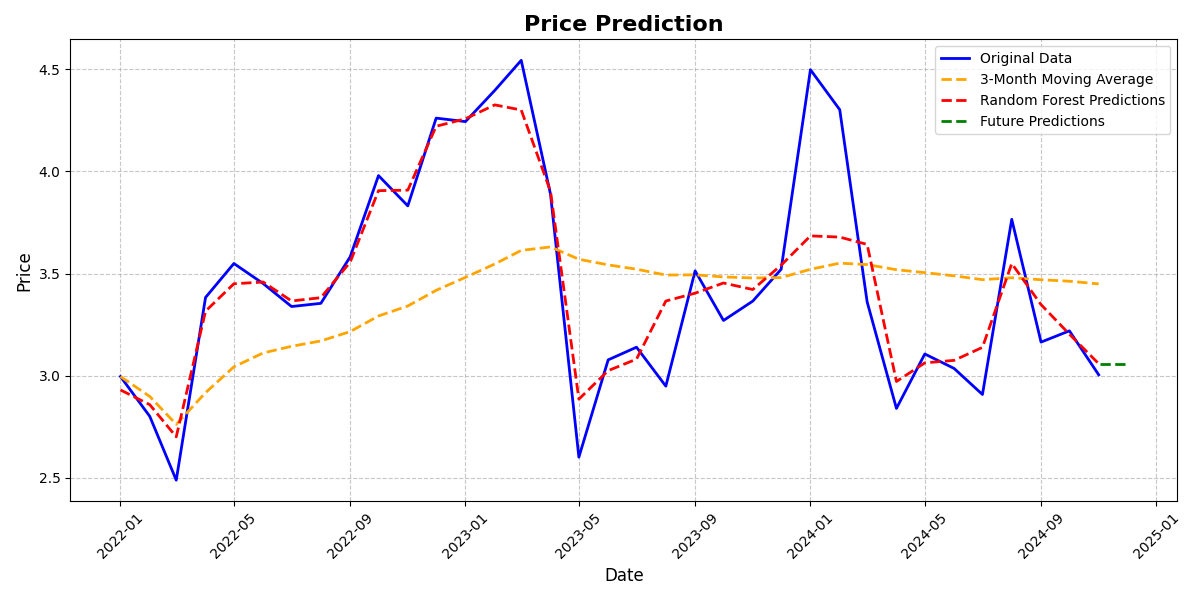 Price Prediction
Original Data
3-Month Moving Average
Random Forest Predictions
Future Predictions
Price
4.5
4.0
3.5
3.0
2.5
2022-01
2022-05
2022-09
2023-01
2023-05
2023-09
2024-01
2024-05
2024-09
2025-01
Date